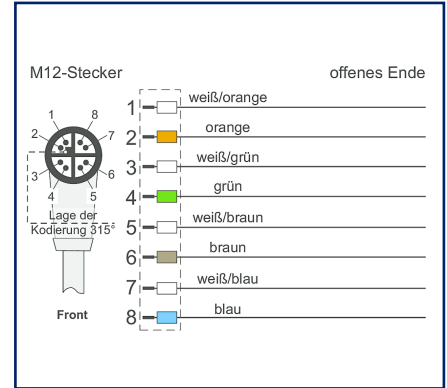 M12-Stecker
offenes Ende
1
8
2
7
3
6
4
5
Lage der
Kodierung 315°
Front
1 weiß/orange
2 orange
3 weiß/grün
4 grün
5 weiß/braun
6 braun
7 weiß/blau
8 blau